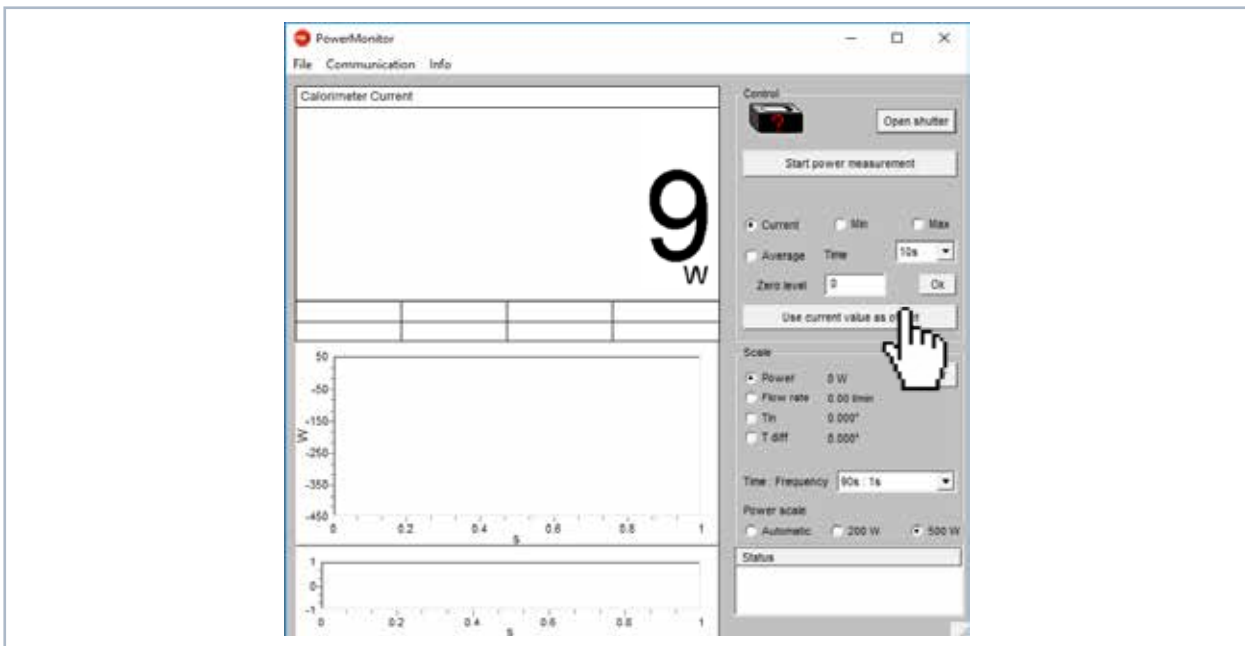 PowerMonitor
File Communication Info
Calorimeter Current
9
W
50
-50
-150
-250
-350
-450
W
0 0.2 0.4 0.6 0.8 1
s
1
0
-1
0 0.2 0.4 0.6 0.8 1
s
Control
?
Open shutter
Start power measurement
Current Min Max
Average Time 10s
Zero level 0 Ok
Use current value as
Scale
Power 0 W
Flow rate 0.00 l/min
Tin 0.000°
T diff 0.000°
Time : Frequency 90s : 1s
Power scale
Automatic 200 W 500 W
Status